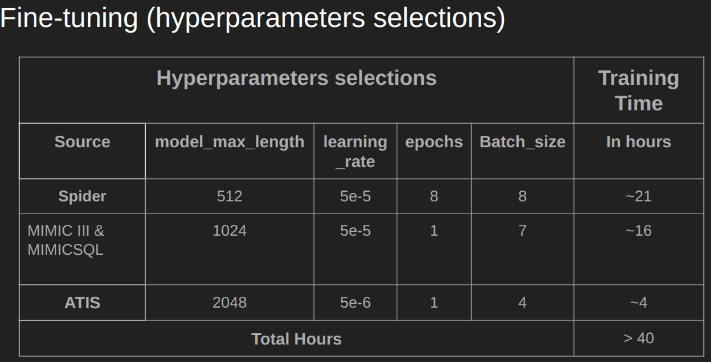 Fine-tuning (hyperparameters selections)
Hyperparameters selections Training
Time
Source model_max_length learning
_rate epochs Batch_size In hours
Spider 512 5e-5 8 8 ~21
MIMIC III &
MIMICSQL 1024 5e-5 1 7 ~16
ATIS 2048 5e-6 1 4 ~4
Total Hours > 40